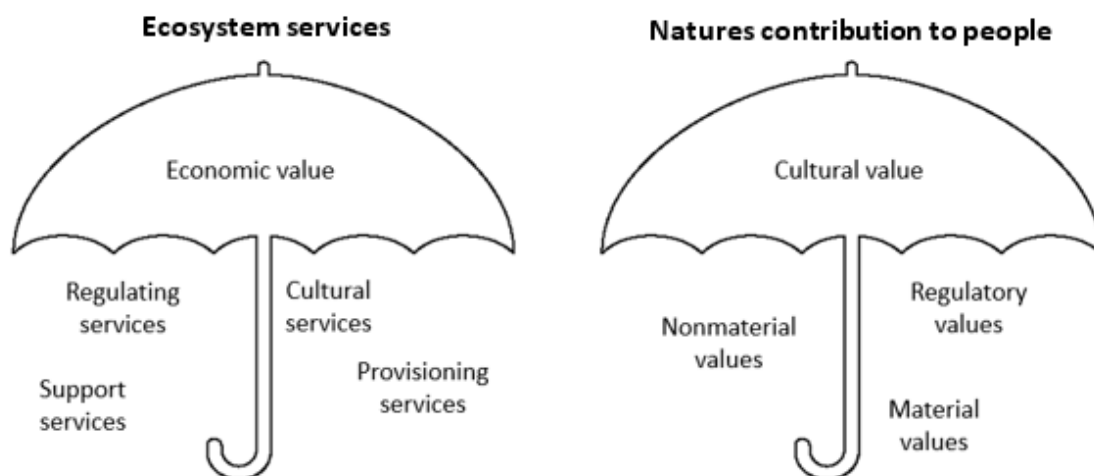 Ecosystem services
Economic value
Regulating
services
Cultural
services
Support
services
Provisioning
services
Natures contribution to people
Cultural value
Nonmaterial
values
Regulatory
values
Material
values